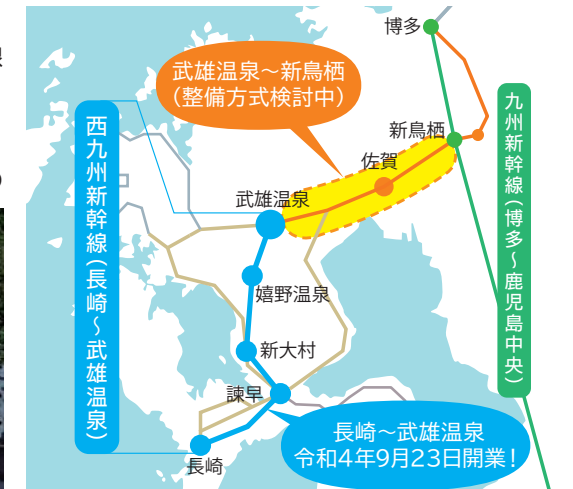 博多
武雄温泉～新鳥栖
(整備方式検討中)
新鳥栖
佐賀
九州新幹線(博多～鹿児島中央)
西九州新幹線(長崎～武雄温泉)
武雄温泉
嬉野温泉
新大村
諫早
長崎
長崎～武雄温泉
令和4年9月23日開業!